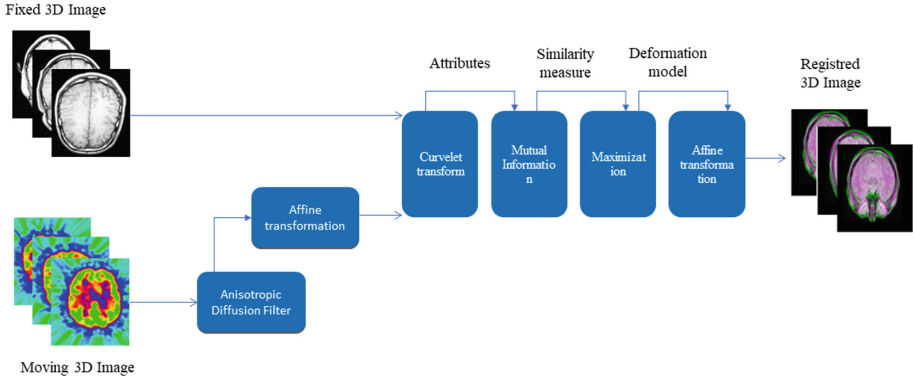 Fixed 3D Image
Attributes
Similarity
measure
Deformation
model
Registred
3D Image
Curvelet
transform
Mutual
Informatio
n
Maximizat
ion
Affine
transforma
tion
Affine
transformation
Anisotropic
Diffusion Filter
Moving 3D Image